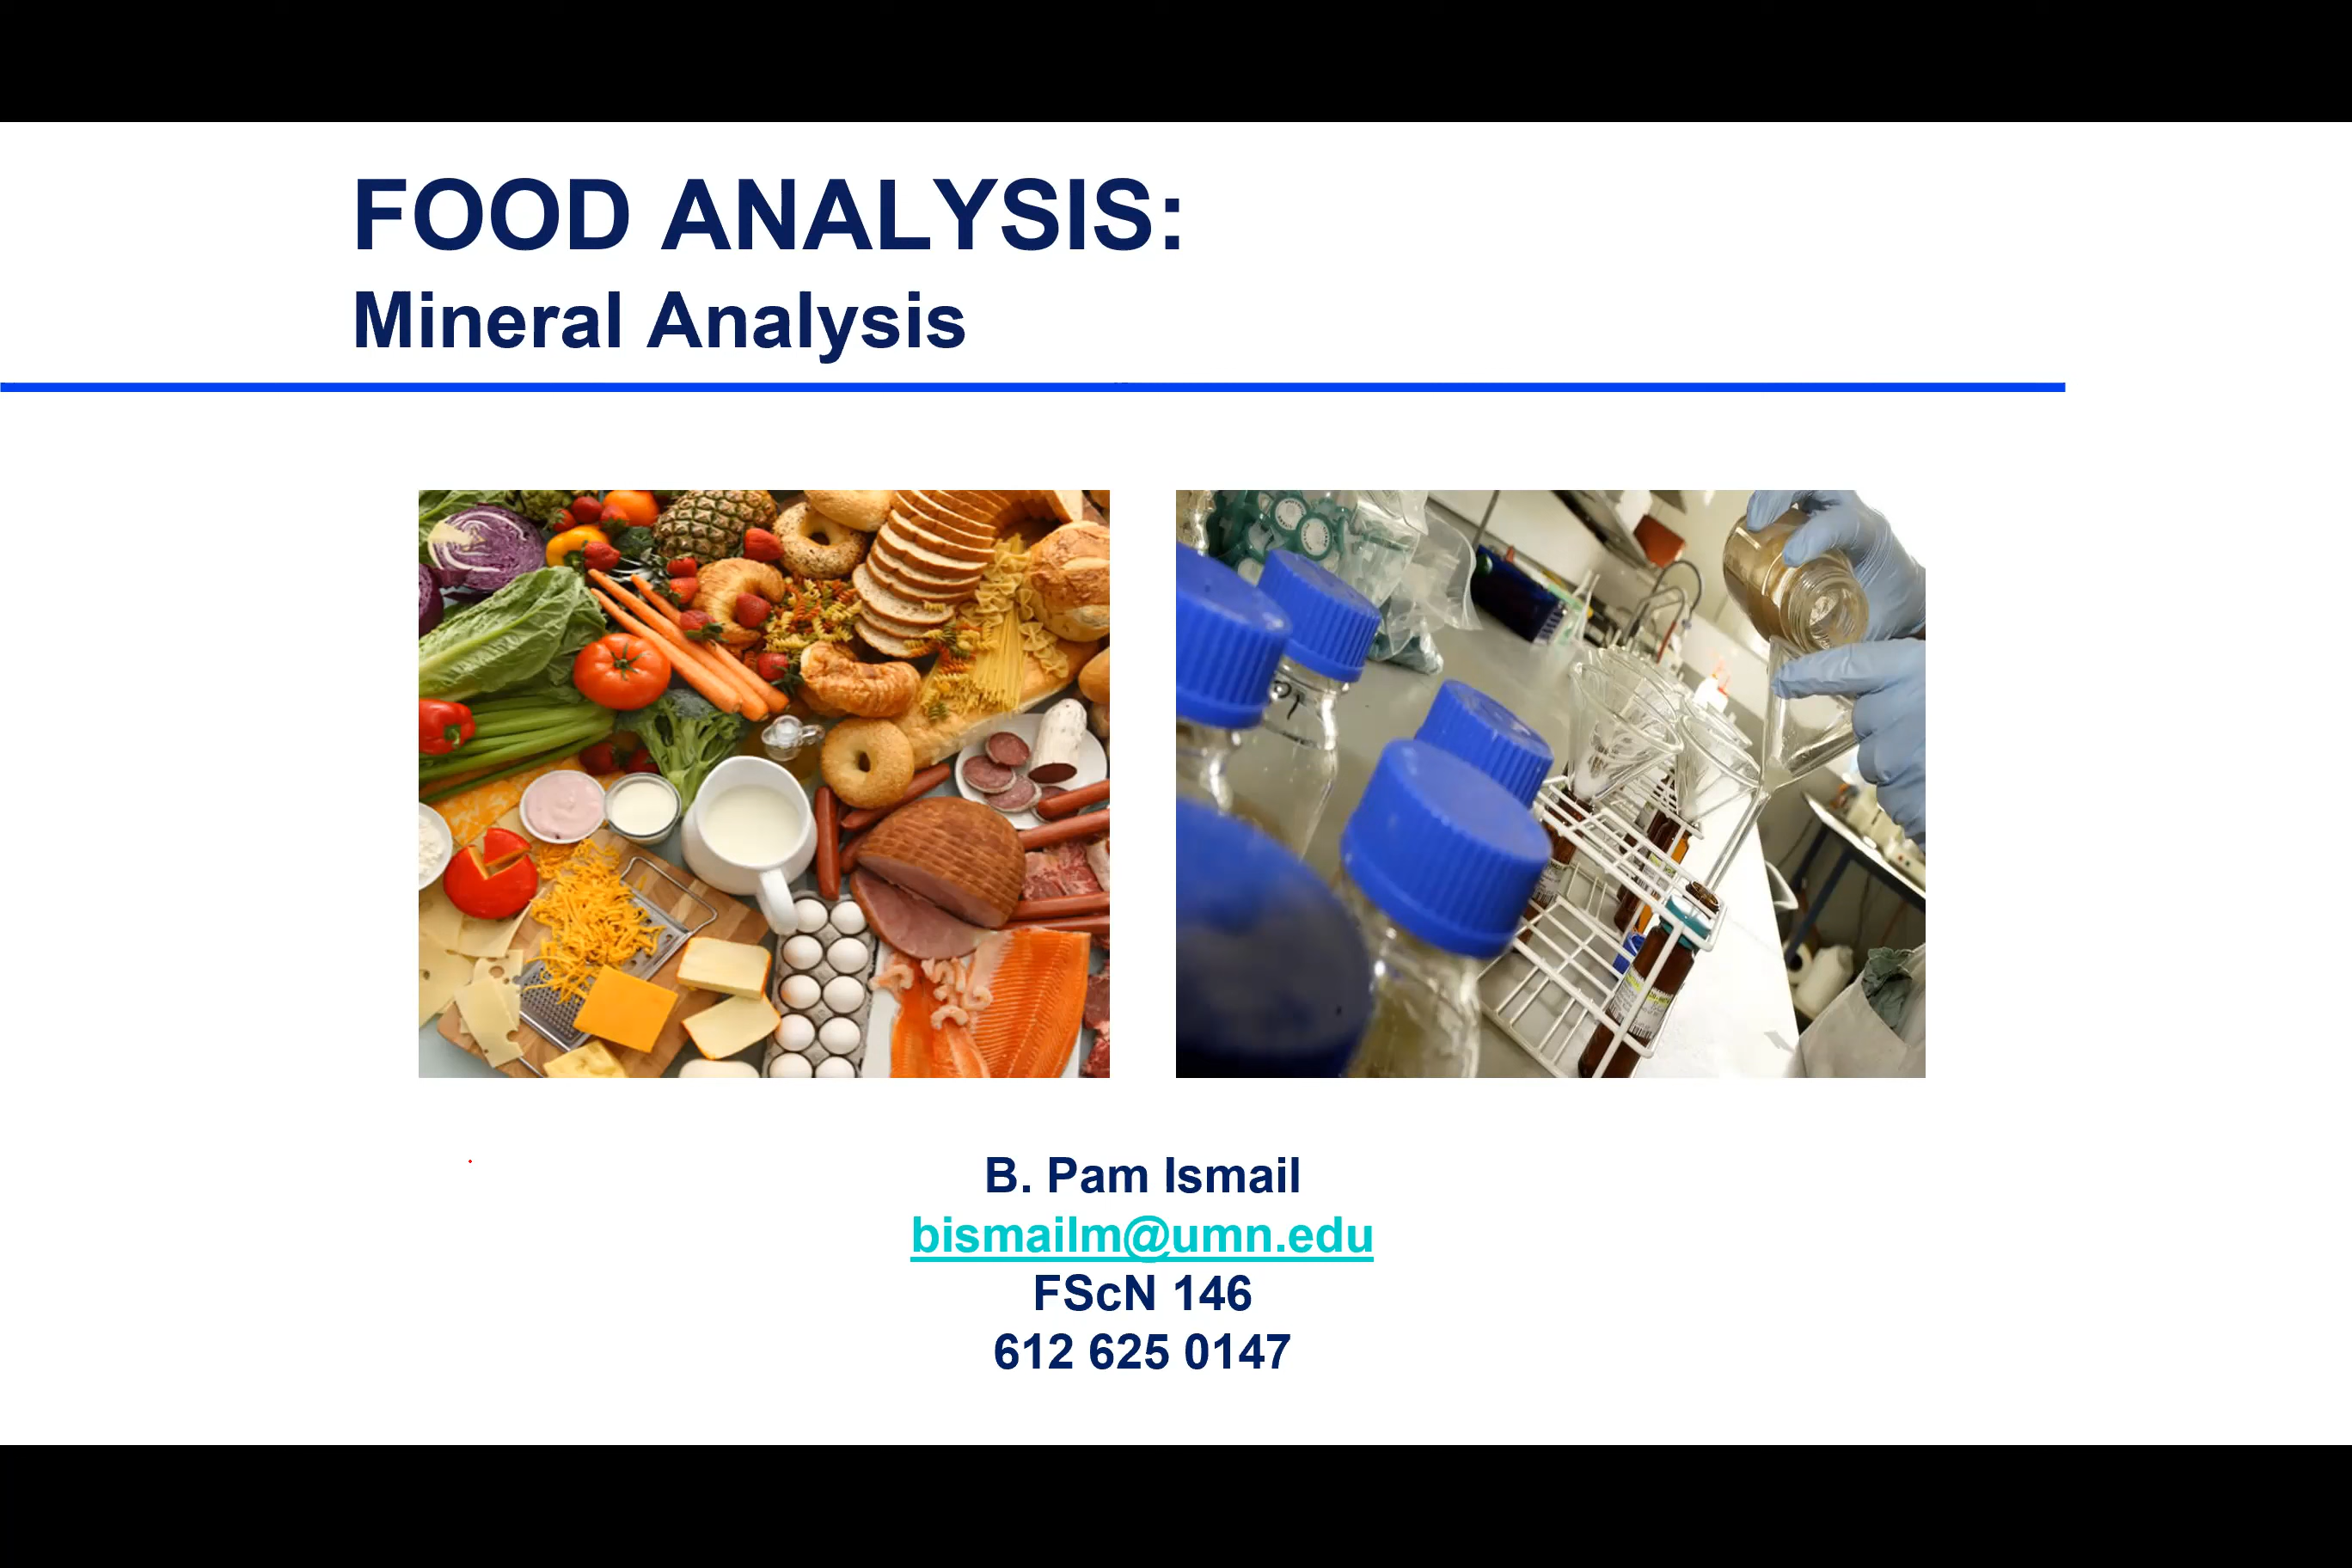 FOOD ANALYSIS:
Mineral Analysis
B. Pam Ismail
bismailm@umn.edu
FScN 146
612 625 0147